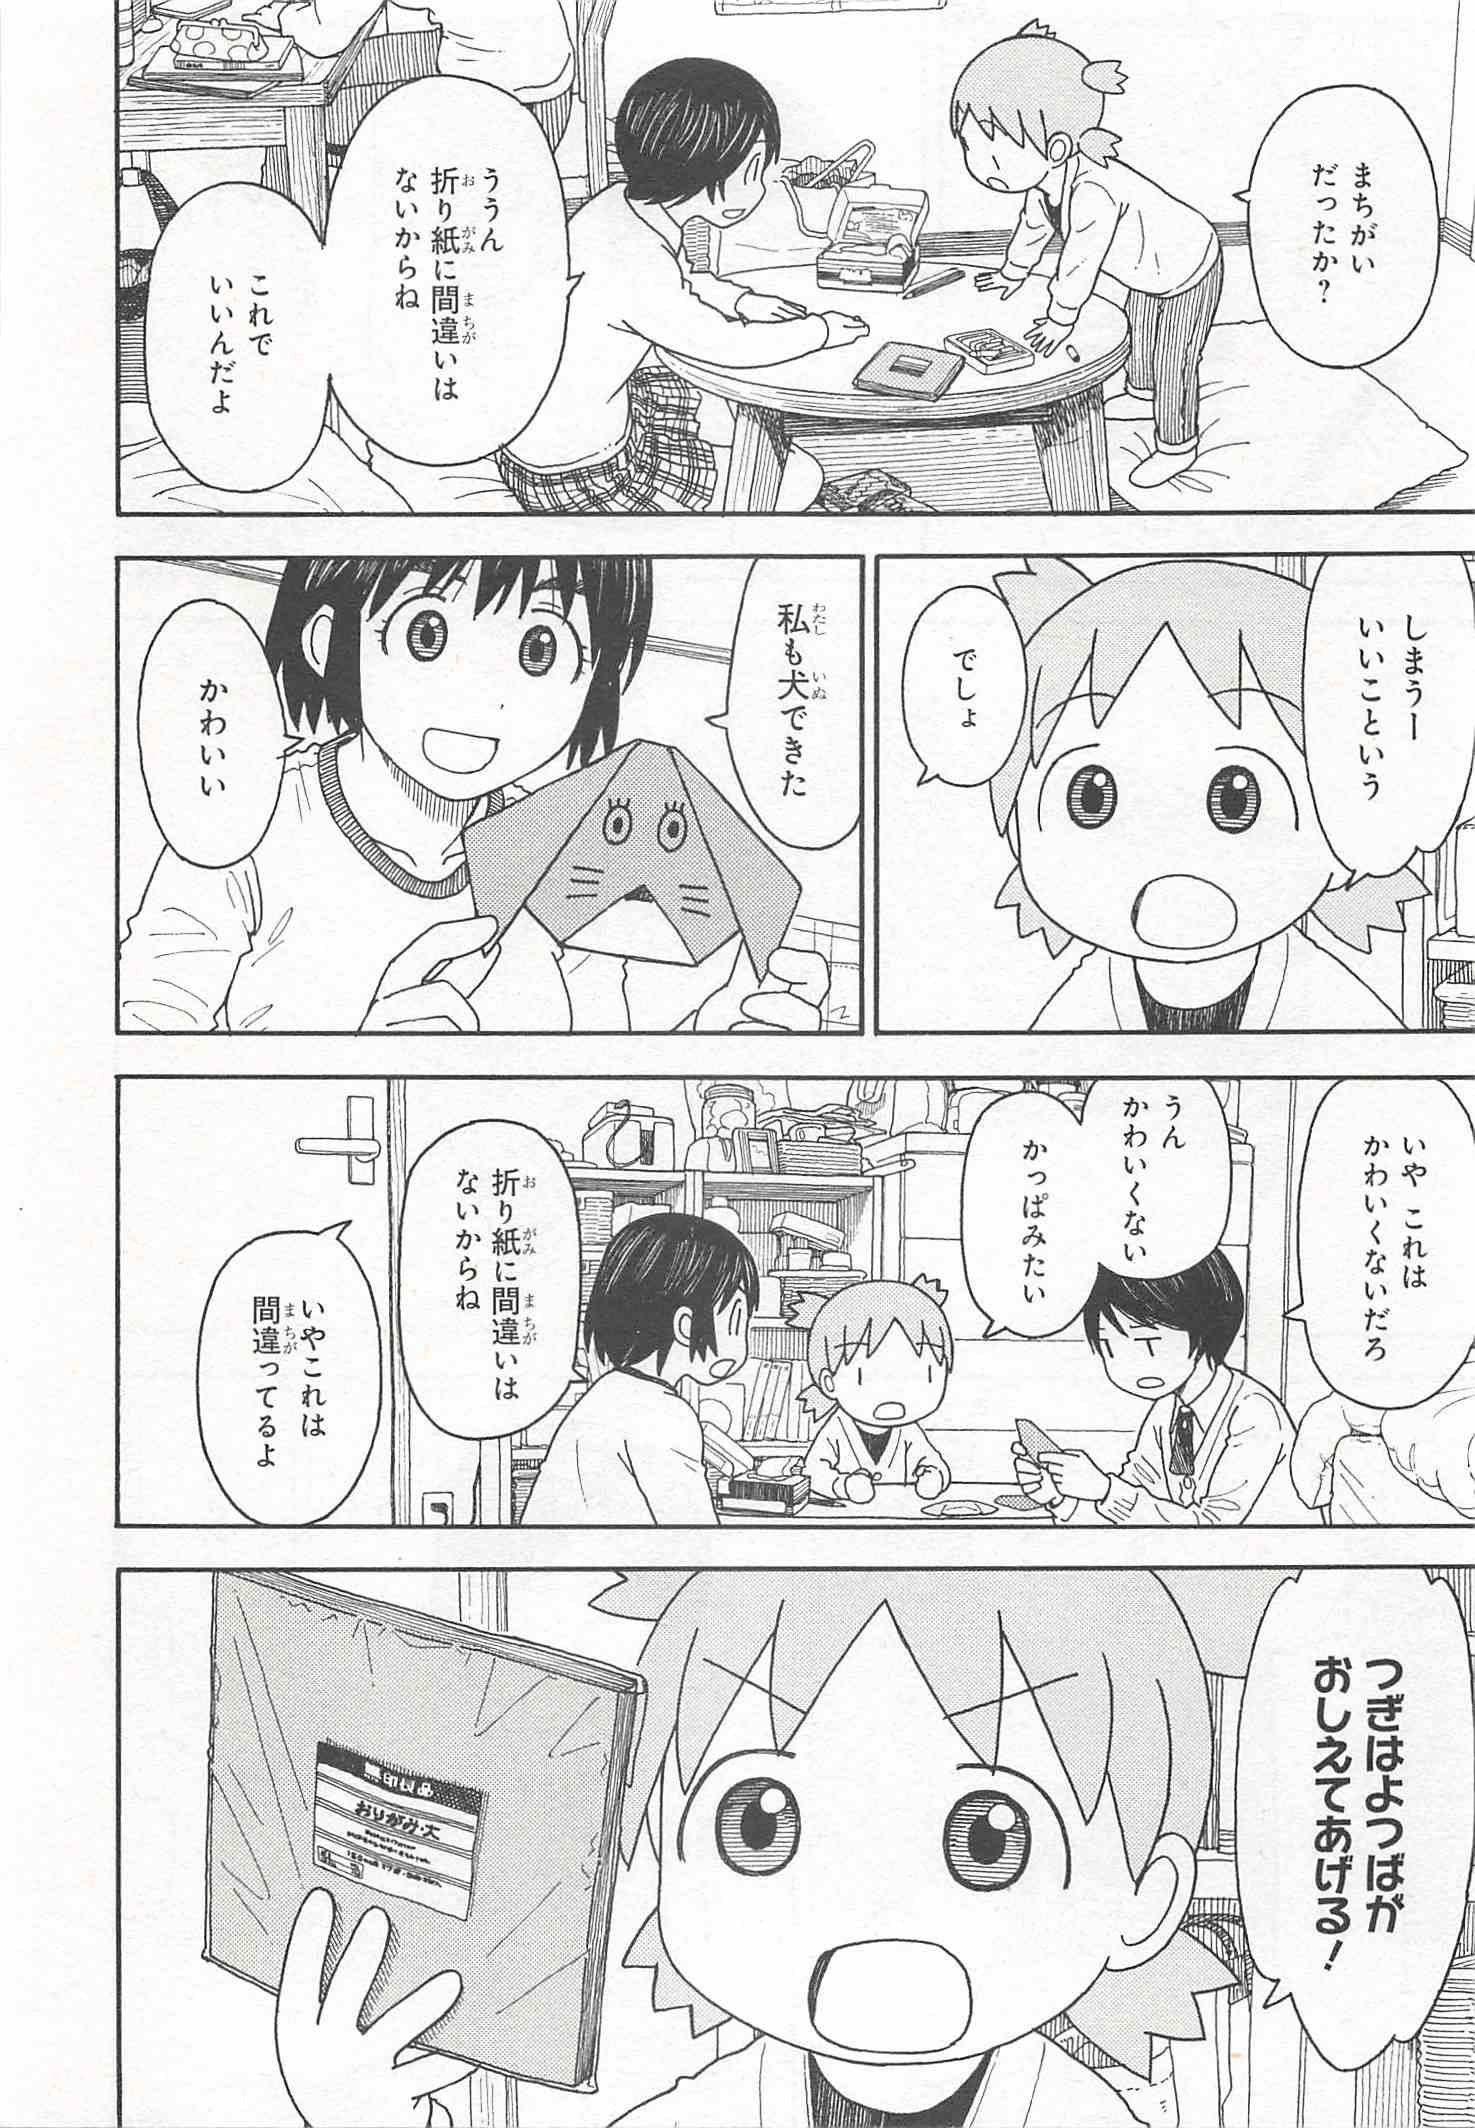 まちがい
だったか?
ううん
折り紙に間違いは
ないからね
これで
いいんだよ
しまうー
いいこという
でしょ
私も犬できた
かわいい
いや これは
かわいくないだろ
うん
かわいくない
かっぱみたい
折り紙に間違いは
ないからね
いやこれは
間違ってるよ
つぎはよつばが
おしえてあげる!
無印以品
おりがみ・大